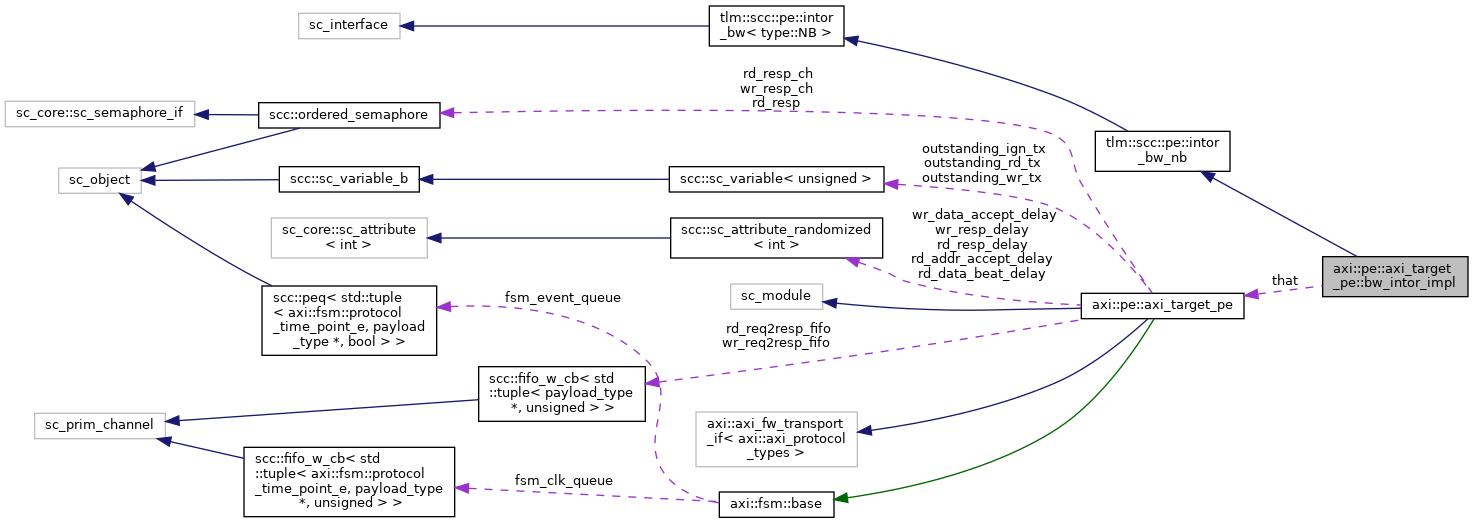 sc_interface
tlm::scc::pe::intor
_bw< type::NB >
rd_resp_ch
wr_resp_ch
rd_resp
sc_core::sc_semaphore_if
scc::ordered_semaphore
tlm::scc::pe::intor
_bw_nb
outstanding_ign_tx
outstanding_rd_tx
outstanding_wr_tx
sc_object
scc::sc_variable_b
scc::sc_variable< unsigned >
sc_core::sc_attribute
< int >
scc::sc_attribute_randomized
< int >
wr_data_accept_delay
wr_resp_delay
rd_resp_delay
rd_addr_accept_delay
rd_data_beat_delay
axi::pe::axi_target
_pe::bw_intor_impl
that
scc::peq< std::tuple
< axi::fsm::protocol
_time_point_e, payload
_type *, bool > >
fsm_event_queue
sc_module
axi::pe::axi_target_pe
rd_req2resp_fifo
wr_req2resp_fifo
scc::fifo_w_cb< std
::tuple< payload_type
*, unsigned > >
sc_prim_channel
axi::axi_fw_transport
_if< axi::axi_protocol
_types >
scc::fifo_w_cb< std
::tuple< axi::fsm::protocol
_time_point_e, payload_type
*, unsigned > >
fsm_clk_queue
axi::fsm::base